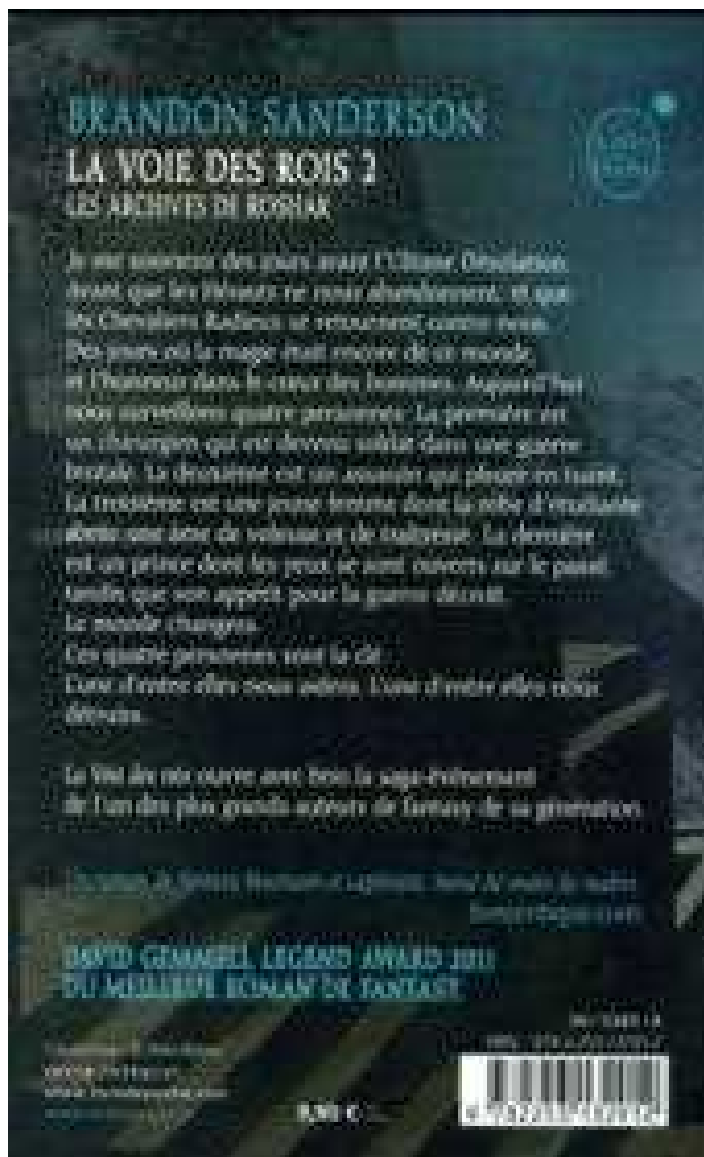 BRANDON SANDERSON
LA VOIE DES ROIS 2
LES ARCHIVES DE ROSHAR
Je me souviens des jours avant l'Ultime Désolation.
Avant que les Hérauts ne nous abandonnent, et que
les Chevaliers Radieux se retournent contre nous.
Des jours où la magie était encore de ce monde,
et l'honneur dans le cœur des hommes. Aujourd'hui
nous surveillons quatre personnes. La première est
un chirurgien qui est devenu soldat dans une guerre
brutale. La deuxième est un assassin qui pleure en tuant.
La troisième est une jeune femme dont la robe d'étudiante
abrite une âme de voleuse et de traîtresse. La dernière
est un prince dont les yeux se sont ouverts sur le passé
tandis que son appétit pour la guerre décroît.
Le monde changera.
Ces quatre personnes sont la clé.
L'une d'entre elles nous aidera. L'une d'entre elles nous
détruira.
La Voie des rois ouvre avec brio la saga-événement
de l'un des plus grands auteurs de fantasy de sa génération.
DAVID GEMMELL LEGEND AWARD 2011
DU MEILLEUR ROMAN DE FANTASY.
8,90 €